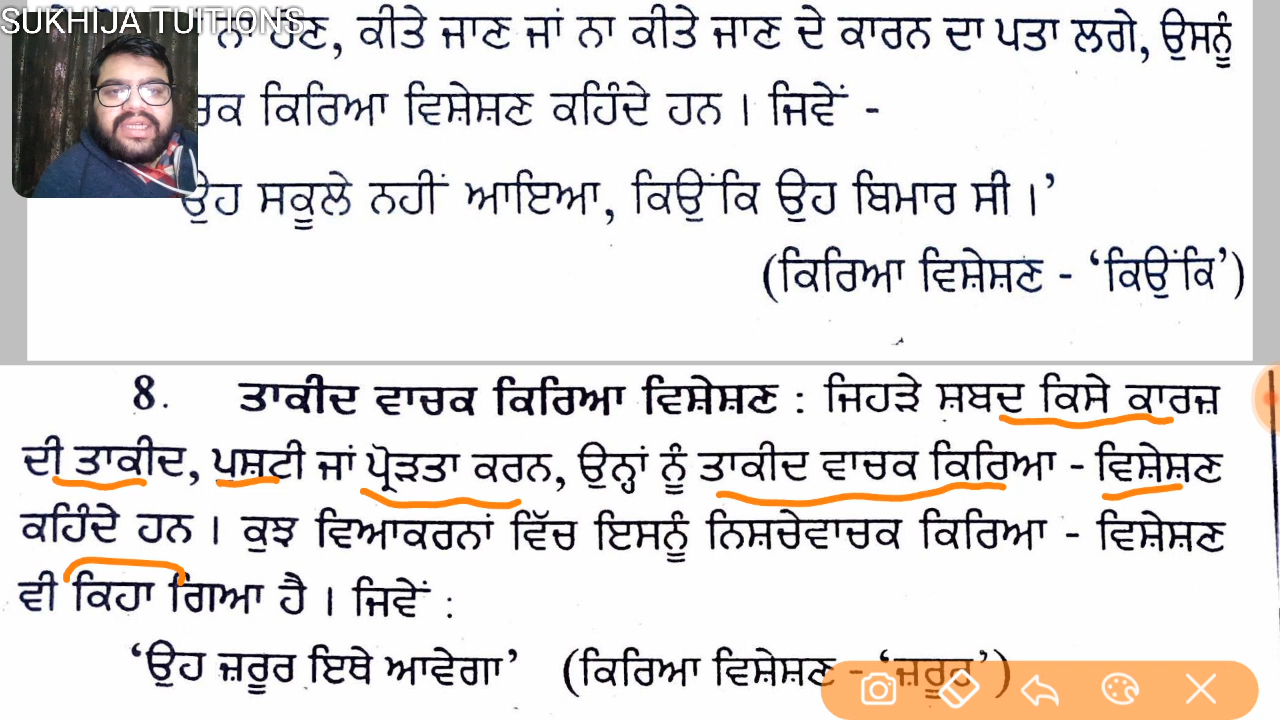 SUKHIJA TUITIONS
ਹੋਣ, ਕੀਤੇ ਜਾਣ ਜਾਂ ਨਾ ਕੀਤੇ ਜਾਣ ਦੇ ਕਾਰਨ ਦਾ ਪਤਾ ਲਗੇ, ਉਸਨੂੰ
ਕਿਰਿਆ ਵਿਸ਼ੇਸ਼ਣ ਕਹਿੰਦੇ ਹਨ । ਜਿਵੇਂ -
ਉਹ ਸਕੂਲੇ ਨਹੀਂ ਆਇਆ, ਕਿਉਂਕਿ ਉਹ ਬਿਮਾਰ ਸੀ ।’
(ਕਿਰਿਆ ਵਿਸ਼ੇਸ਼ਣ - ‘ਕਿਉਂਕਿ’)
8. ਤਾਕੀਦ ਵਾਚਕ ਕਿਰਿਆ ਵਿਸ਼ੇਸ਼ਣ : ਜਿਹੜੇ ਸ਼ਬਦ ਕਿਸੇ ਕਾਰਜ਼
ਦੀ ਤਾਕੀਦ, ਪੁਸ਼ਟੀ ਜਾਂ ਪ੍ਰੋੜਤਾ ਕਰਨ, ਉਨ੍ਹਾਂ ਨੂੰ ਤਾਕੀਦ ਵਾਚਕ ਕਿਰਿਆ - ਵਿਸ਼ੇਸ਼ਣ
ਕਹਿੰਦੇ ਹਨ । ਕੁਝ ਵਿਆਕਰਨਾਂ ਵਿੱਚ ਇਸਨੂੰ ਨਿਸ਼ਚੇਵਾਚਕ ਕਿਰਿਆ - ਵਿਸ਼ੇਸ਼ਣ
ਵੀ ਕਿਹਾ ਗਿਆ ਹੈ । ਜਿਵੇਂ :
‘ਉਹ ਜ਼ਰੂਰ ਇਥੇ ਆਵੇਗਾ’ (ਕਿਰਿਆ ਵਿਸ਼ੇਸ਼ਣ - ‘ਜ਼ਰੂਰ’)